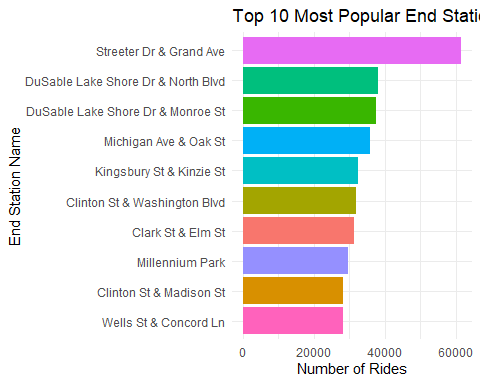 Top 10 Most Popular End Stati
Streeter Dr & Grand Ave
DuSable Lake Shore Dr & North Blvd
DuSable Lake Shore Dr & Monroe St
Michigan Ave & Oak St
Kingsbury St & Kinzie St
Clinton St & Washington Blvd
Clark St & Elm St
Millennium Park
Clinton St & Madison St
Wells St & Concord Ln
End Station Name
0 20000 40000 60000
Number of Rides